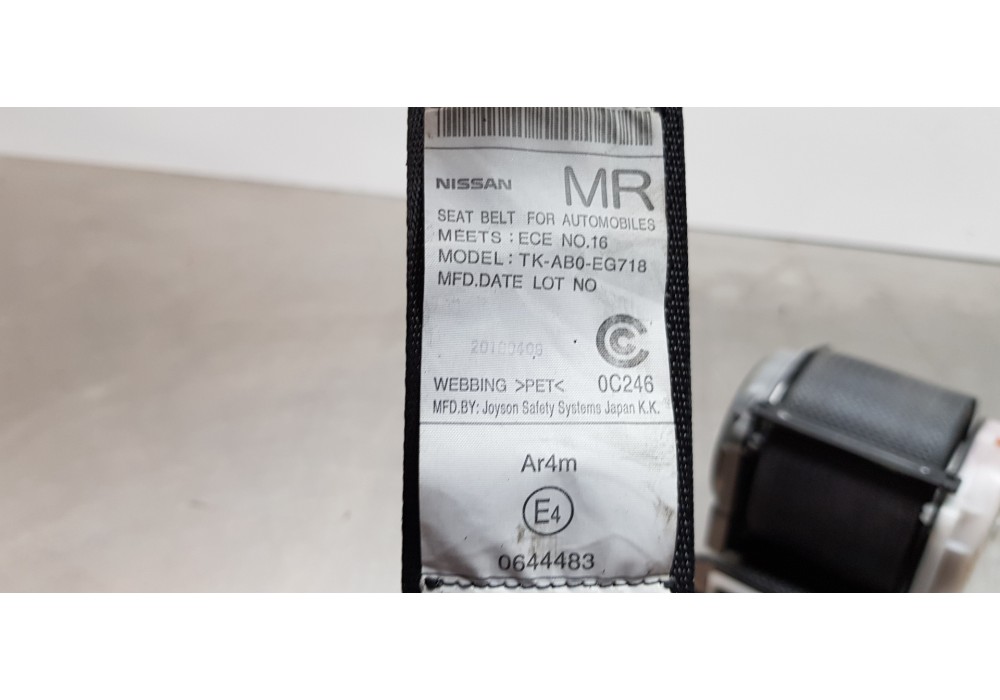 NISSAN MR
SEAT BELT FOR AUTOMOBILES
MEETS : ECE NO.16
MODEL : TK-AB0-EG718
MFD.DATE LOT NO
WEBBING >PET< 0C246
MFD.BY: Joyson Safety Systems Japan K.K.
Ar4m
E4
0644483